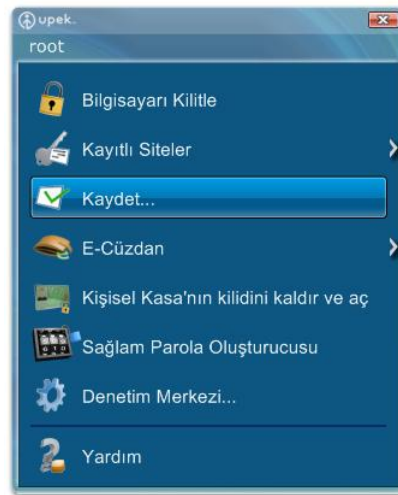 upek.
root
Bilgisayarı Kilitle
Kayıtlı Siteler
Kaydet...
E-Cüzdan
Kişisel Kasa'nın kilidini kaldır ve aç
Sağlam Parola Oluşturucusu
Denetim Merkezi...
Yardım